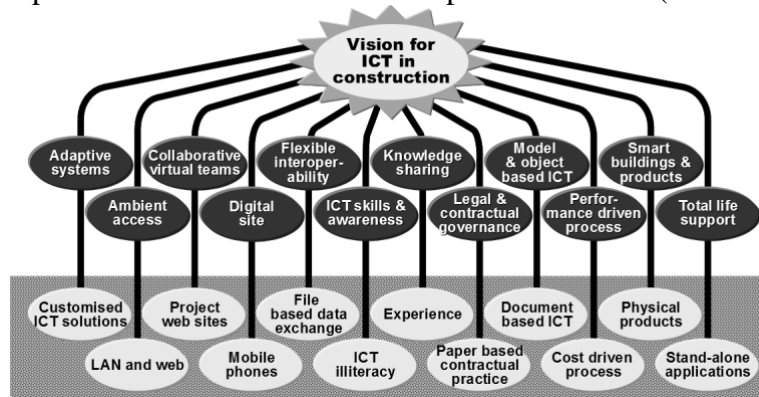 Vision for
ICT in
construction
Adaptive
systems
Collaborative
virtual teams
Flexible
interoper-
ability
Knowledge
sharing
Model
& object
based ICT
Smart
buildings &
products
Ambient
access
Digital
site
ICT skills &
awareness
Legal &
contractual
governance
Perfor-
mance driven
process
Total life
support
Customised
ICT solutions
Project
web sites
File
based data
exchange
Experience
Document
based ICT
Physical
products
LAN and web
Mobile
phones
ICT
illiteracy
Paper based
contractual
practice
Cost driven
process
Stand-alone
applications